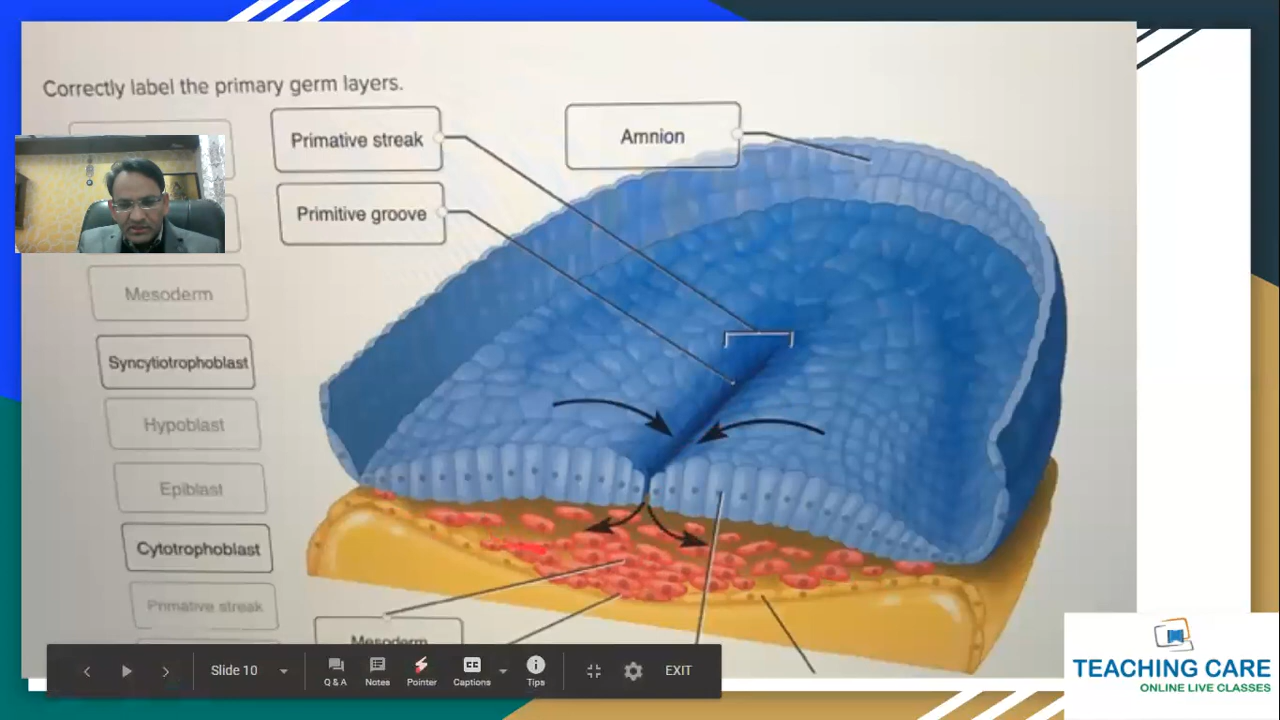 Correctly label the primary germ layers.
Primative streak
Amnion
Primitive groove
Mesoderm
Syncytiotrophoblast
Hypoblast
Epiblast
Cytotrophoblast
Primative streak
Mesoderm
Slide 10
Q & A
Notes
Pointer
CC
Captions
Tips
EXIT
TEACHING CARE
ONLINE LIVE CLASSES